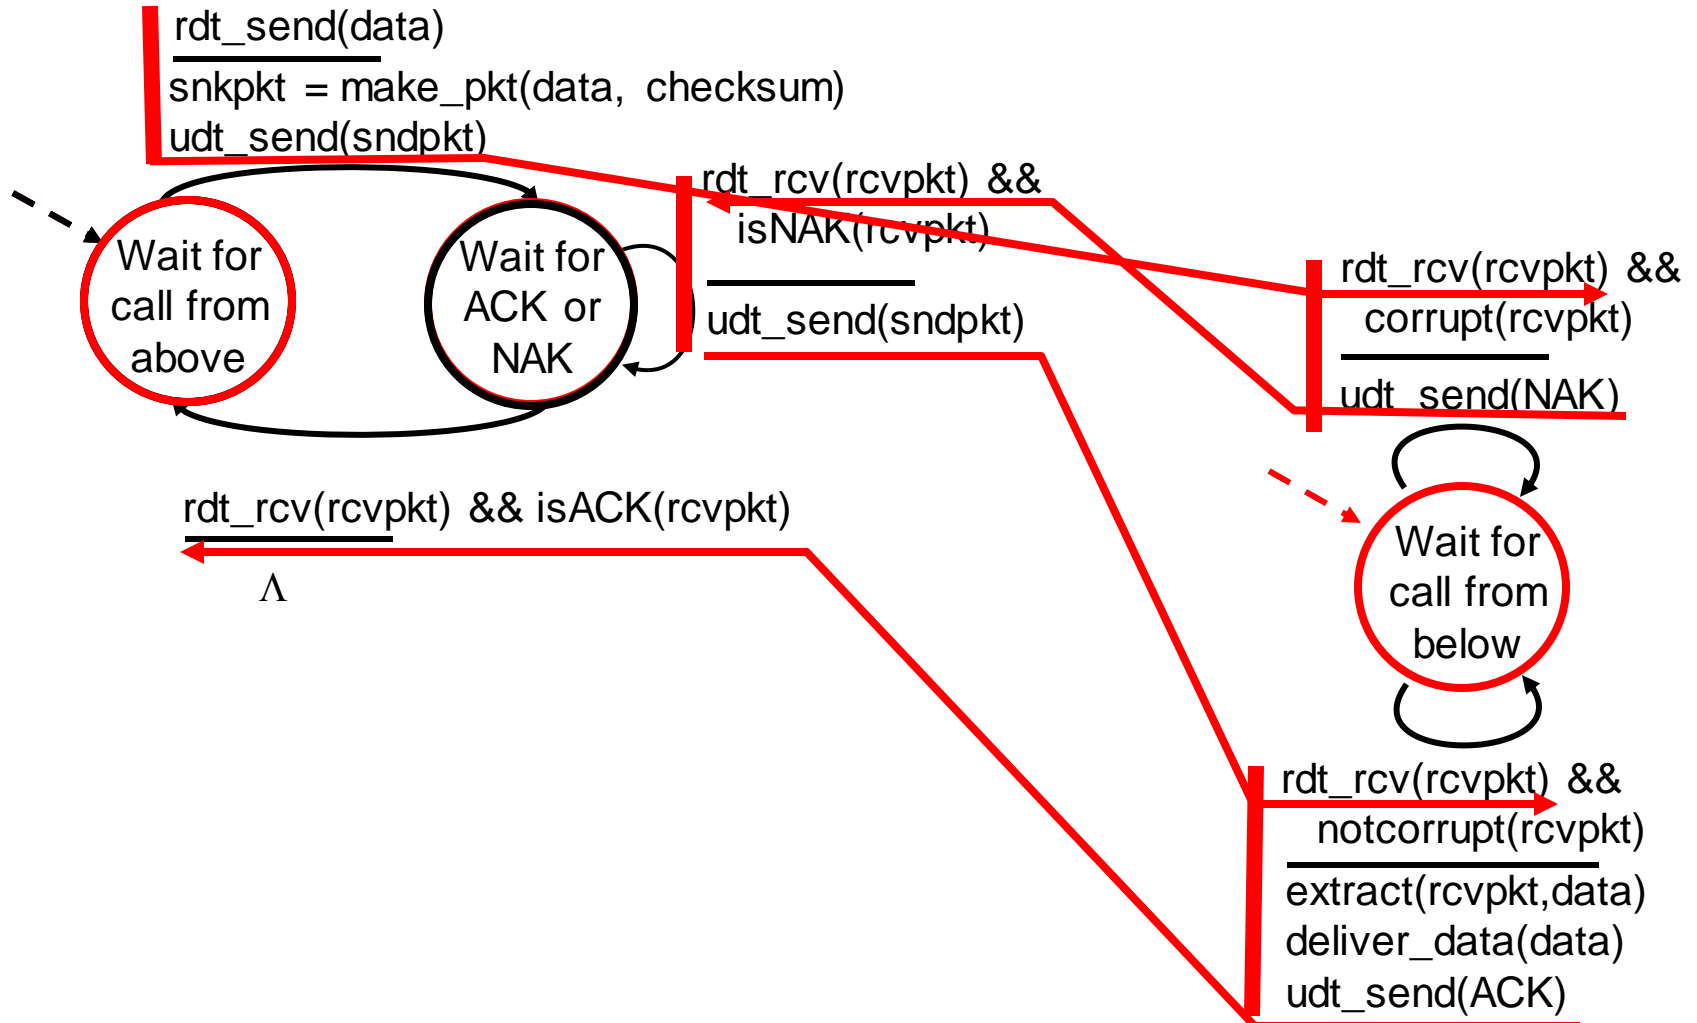 rdt_send(data)
snkpkt = make_pkt(data, checksum)
udt_send(sndpkt)
Wait for
call from
above
Wait for
ACK or
NAK
rdt_rcv(rcvpkt) &&
isNAK(rcvpkt)
udt_send(sndpkt)
rdt_rcv(rcvpkt) && isACK(rcvpkt)
Λ
rdt_rcv(rcvpkt) &&
corrupt(rcvpkt)
udt_send(NAK)
Wait for
call from
below
rdt_rcv(rcvpkt) &&
notcorrupt(rcvpkt)
extract(rcvpkt,data)
deliver_data(data)
udt_send(ACK)